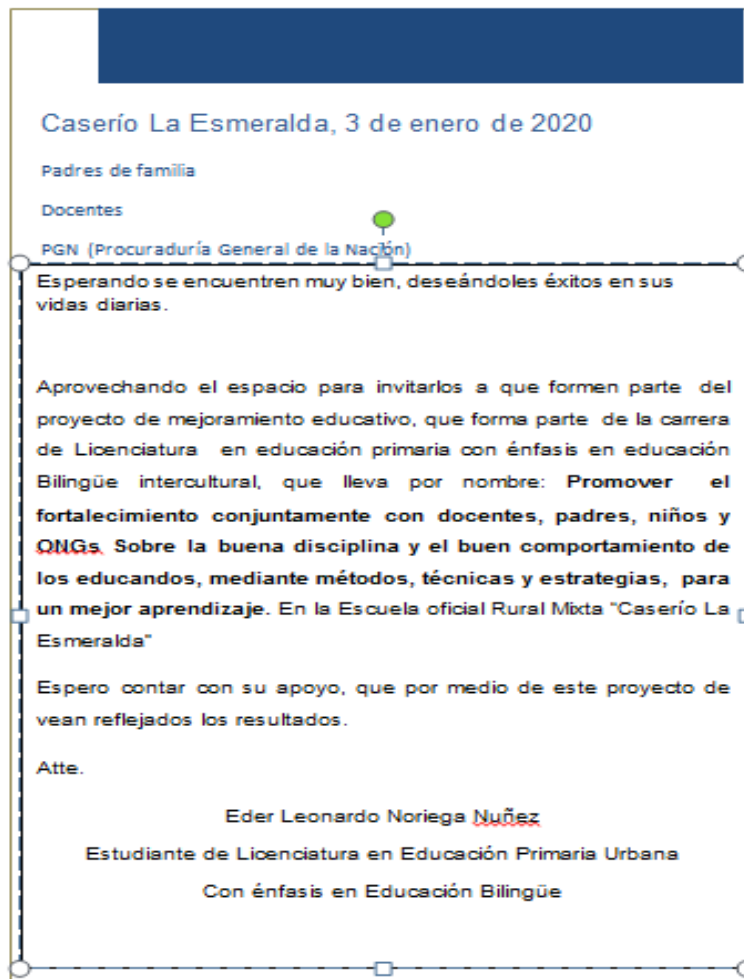 Caserío La Esmeralda, 3 de enero de 2020
Padres de familia
Docentes
PGN (Procuraduría General de la Nación)
Esperando se encuentren muy bien, deseándoles éxitos en sus
vidas diarias.
Aprovechando el espacio para invitarlos a que formen parte del
proyecto de mejoramiento educativo, que forma parte de la carrera
de Licenciatura en educación primaria con énfasis en educación
Bilingüe intercultural, que lleva por nombre: Promover el
fortalecimiento conjuntamente con docentes, padres, niños y
ONGs Sobre la buena disciplina y el buen comportamiento de
los educandos, mediante métodos, técnicas y estrategias, para
un mejor aprendizaje. En la Escuela oficial Rural Mixta "Caserío La
Esmeralda"
Espero contar con su apoyo, que por medio de este proyecto de
vean reflejados los resultados.
Atte.
Eder Leonardo Noriega Nuñez
Estudiante de Licenciatura en Educación Primaria Urbana
Con énfasis en Educación Bilingüe